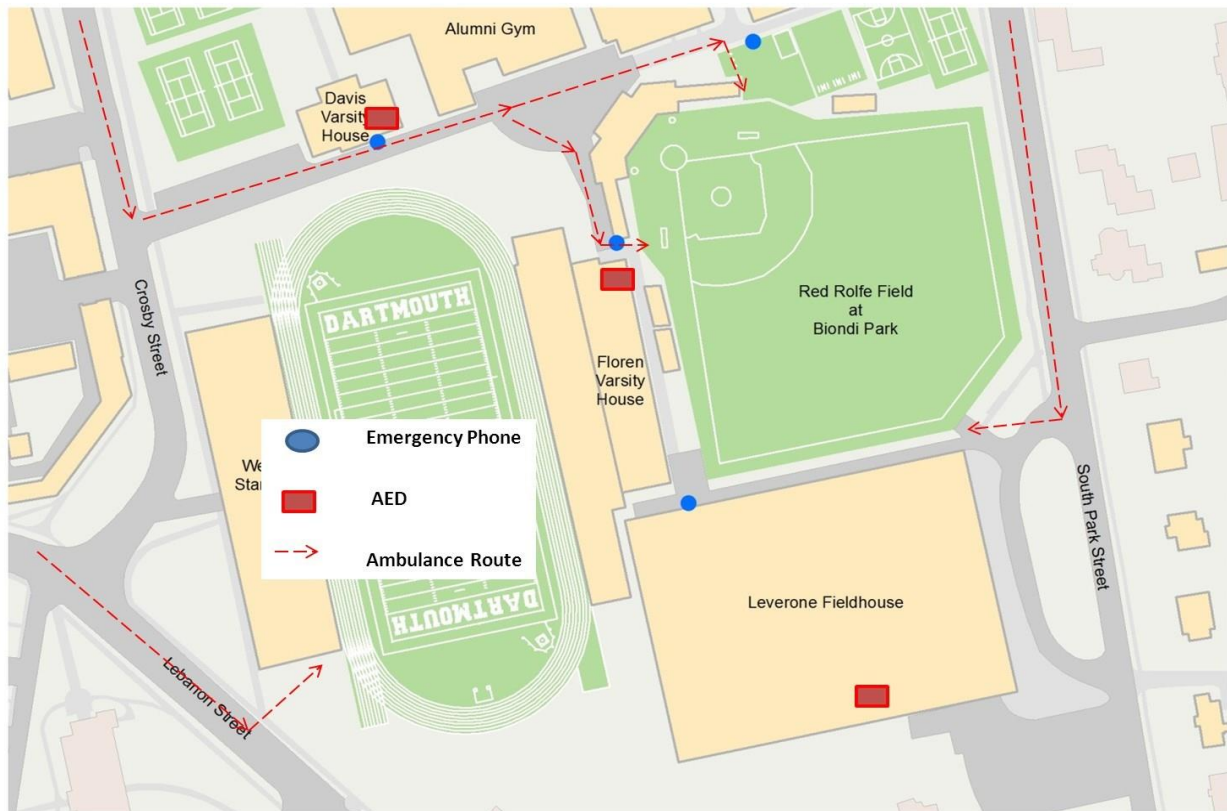 Alumni Gym
Davis
Varsity
House
DARTMOUTH
Crosby Street
Red Rolfe Field
at
Biondi Park
Floren
Varsity
House
Emergency Phone
AED
Ambulance Route
DARTMOUTH
Leverone Fieldhouse
South Park Street
Lebanon Street